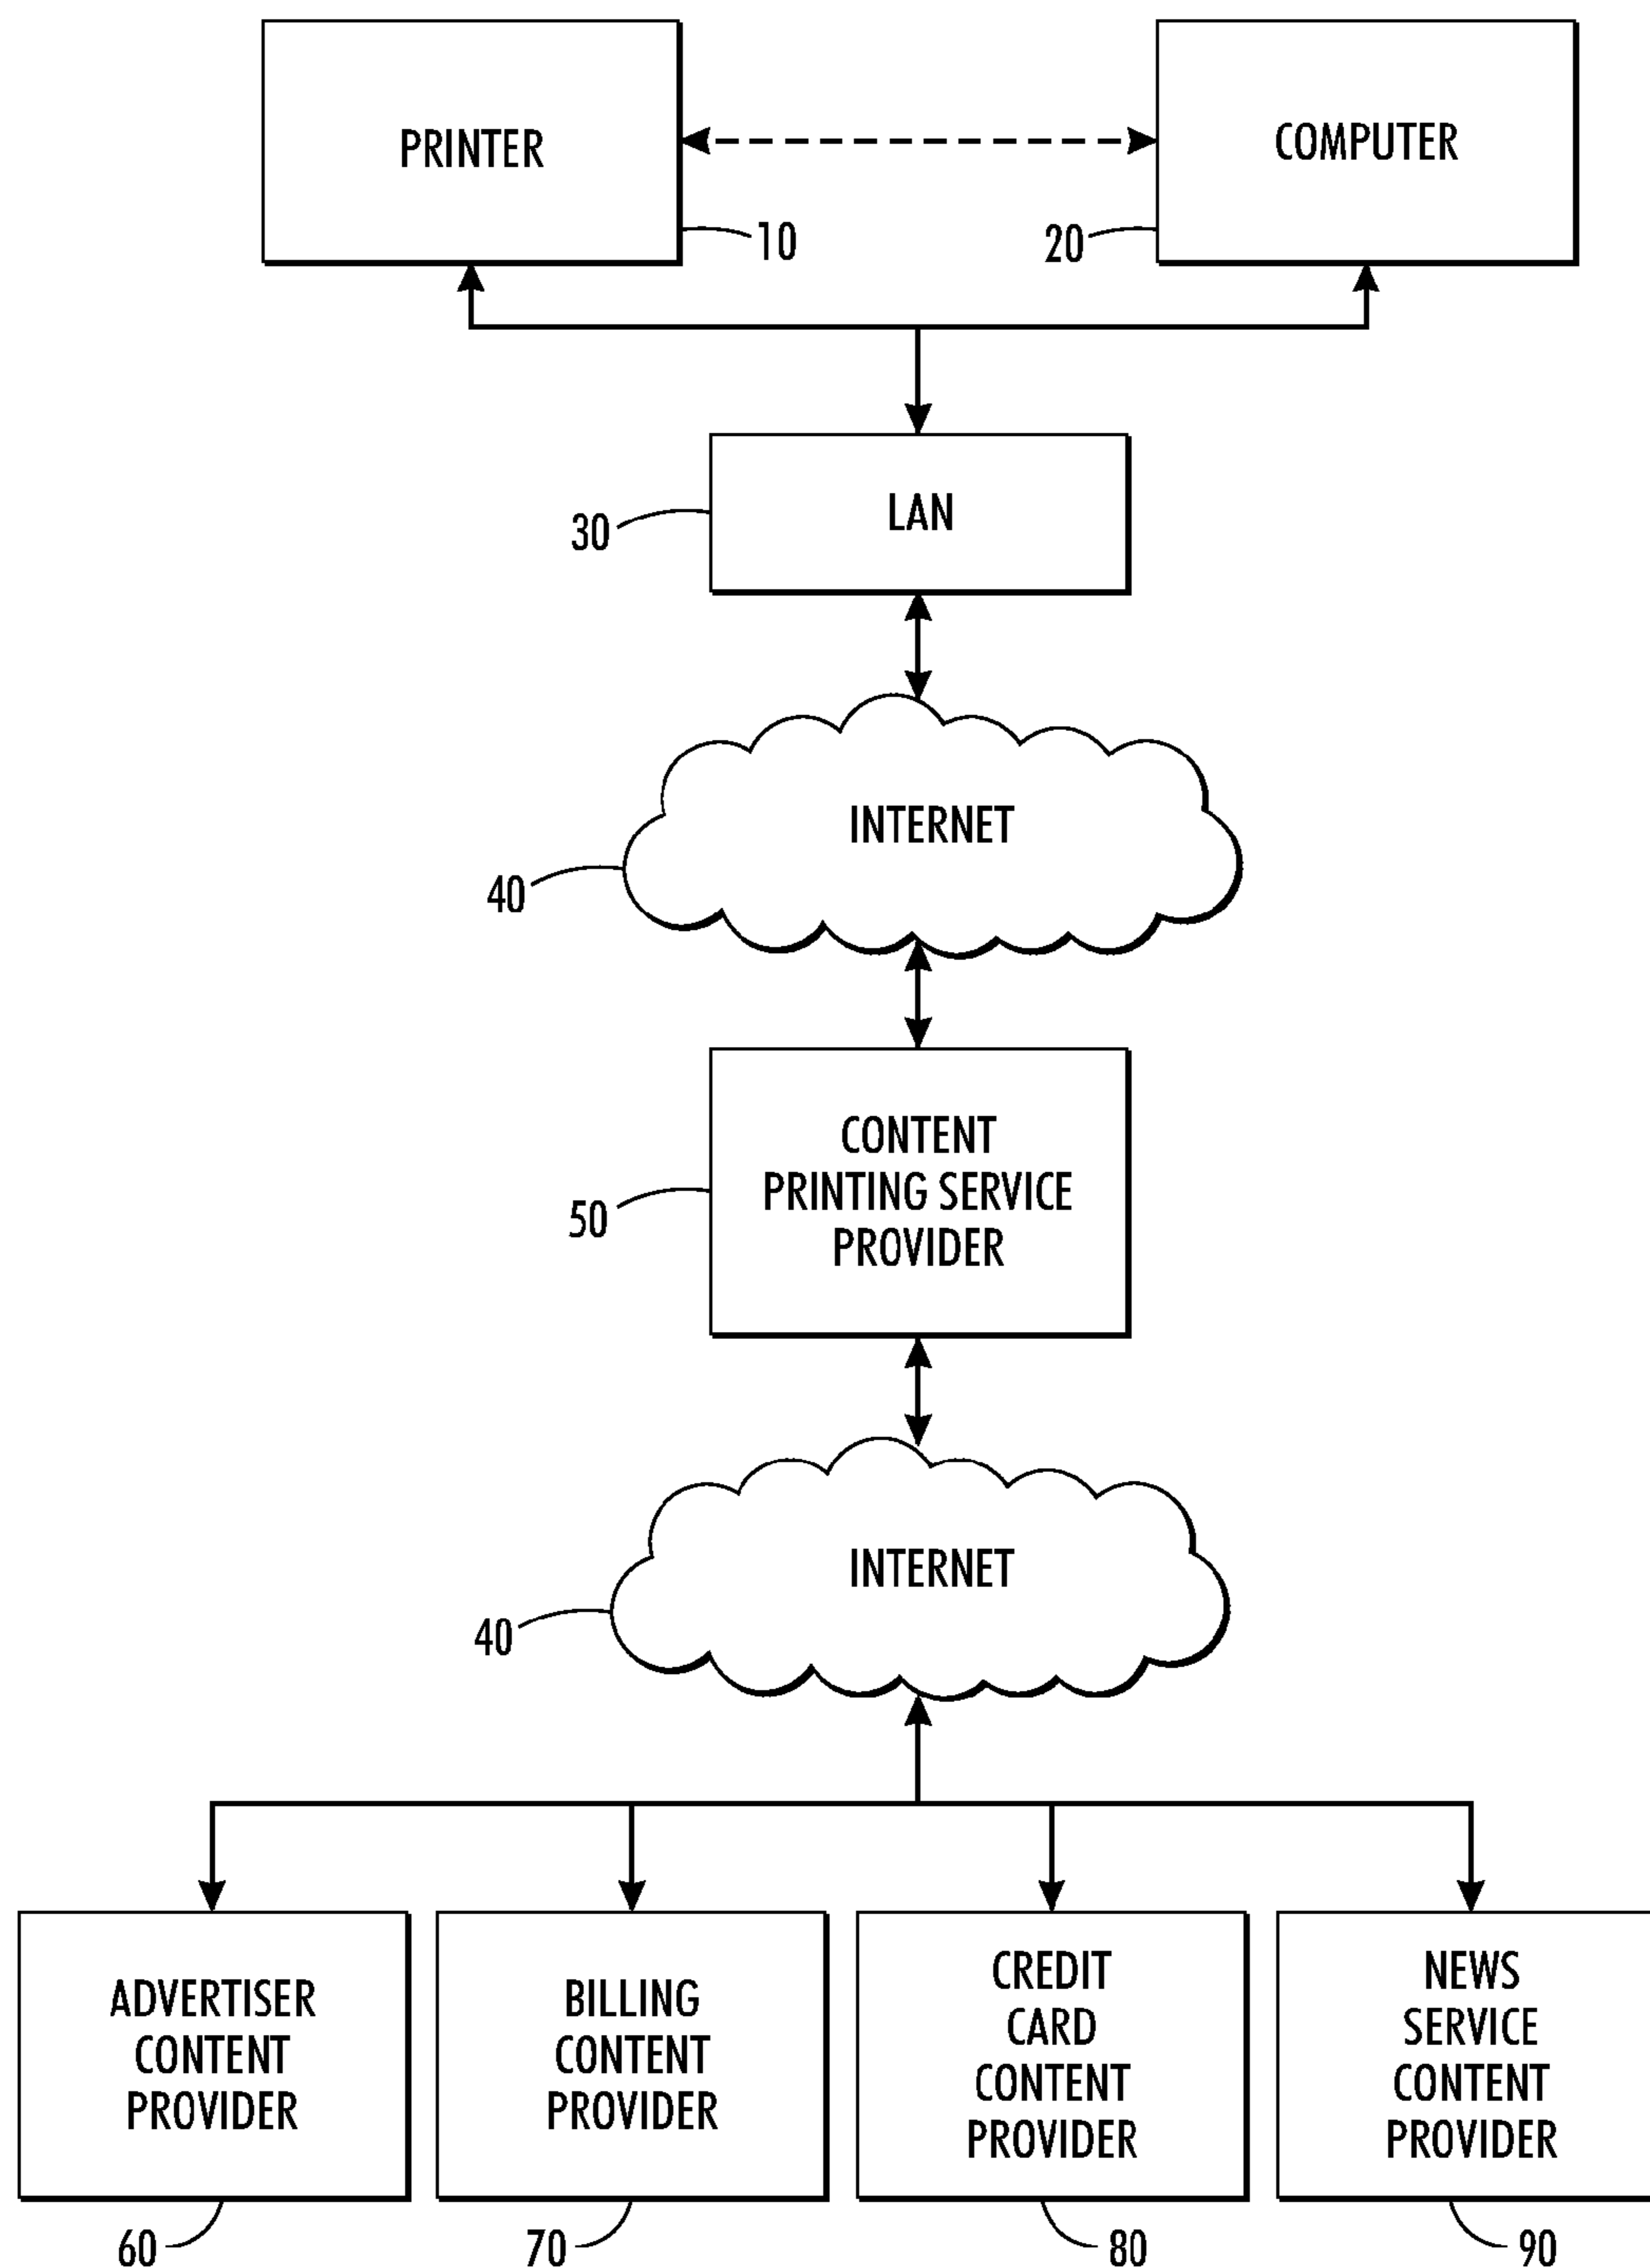 PRINTER
COMPUTER
10
20
LAN
30
INTERNET
40
CONTENT
PRINTING SERVICE
PROVIDER
50
INTERNET
40
ADVERTISER
CONTENT
PROVIDER
BILLING
CONTENT
PROVIDER
CREDIT
CARD
CONTENT
PROVIDER
NEWS
SERVICE
CONTENT
PROVIDER
60
70
80
90